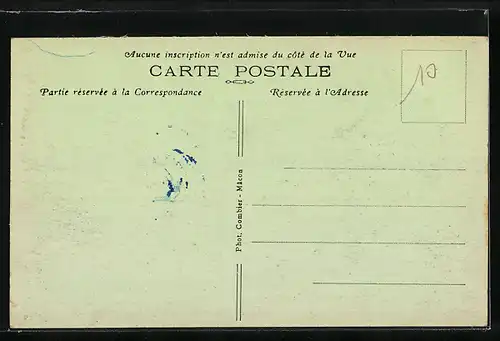 Aucune inscription n'est admise du côté de la Vue
CARTE POSTALE
Partie réservée à la Correspondance
Réservée à l'Adresse
Phot. Combier - Mâcon